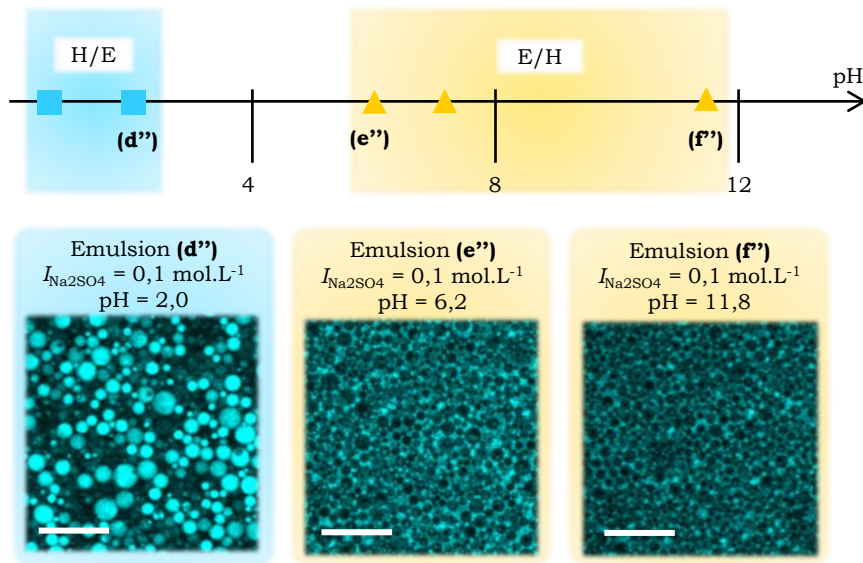 H/E
E/H
pH
(d’’)
(e’’)
(f’’)
4
8
12
Emulsion (d’’)
INa2SO4 = 0,1 mol.L-1
pH = 2,0
Emulsion (e’’)
INa2SO4 = 0,1 mol.L-1
pH = 6,2
Emulsion (f’’)
INa2SO4 = 0,1 mol.L-1
pH = 11,8